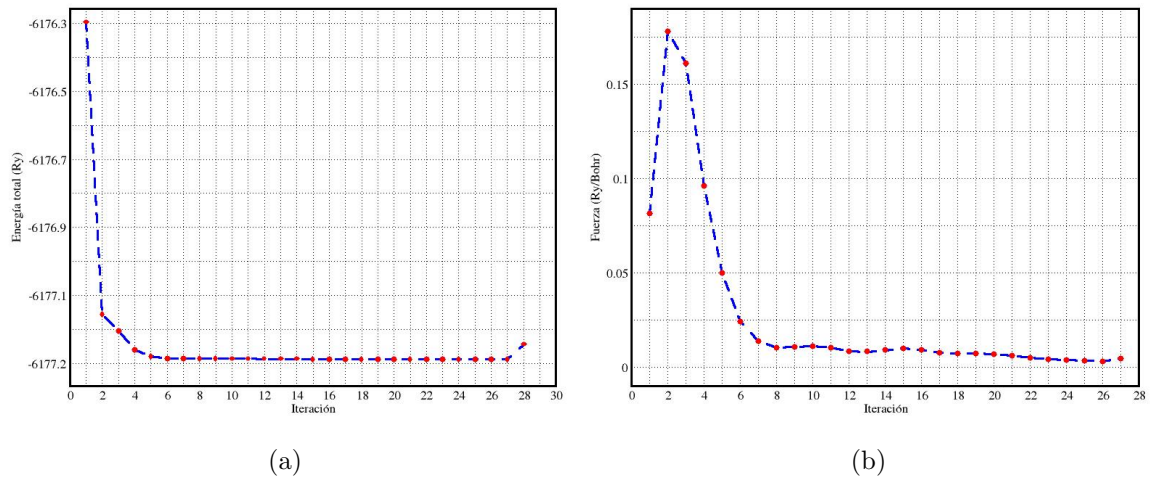 -6176.3
-6176.5
-6176.7
-6176.9
-6177.1
-6177.2
Energía total (Ry)
0 2 4 6 8 10 12 14 16 18 20 22 24 26 28 30
Iteración
(a)
0.15
0.1
0.05
0
Fuerza (Ry/Bohr)
0 2 4 6 8 10 12 14 16 18 20 22 24 26 28
Iteración
(b)